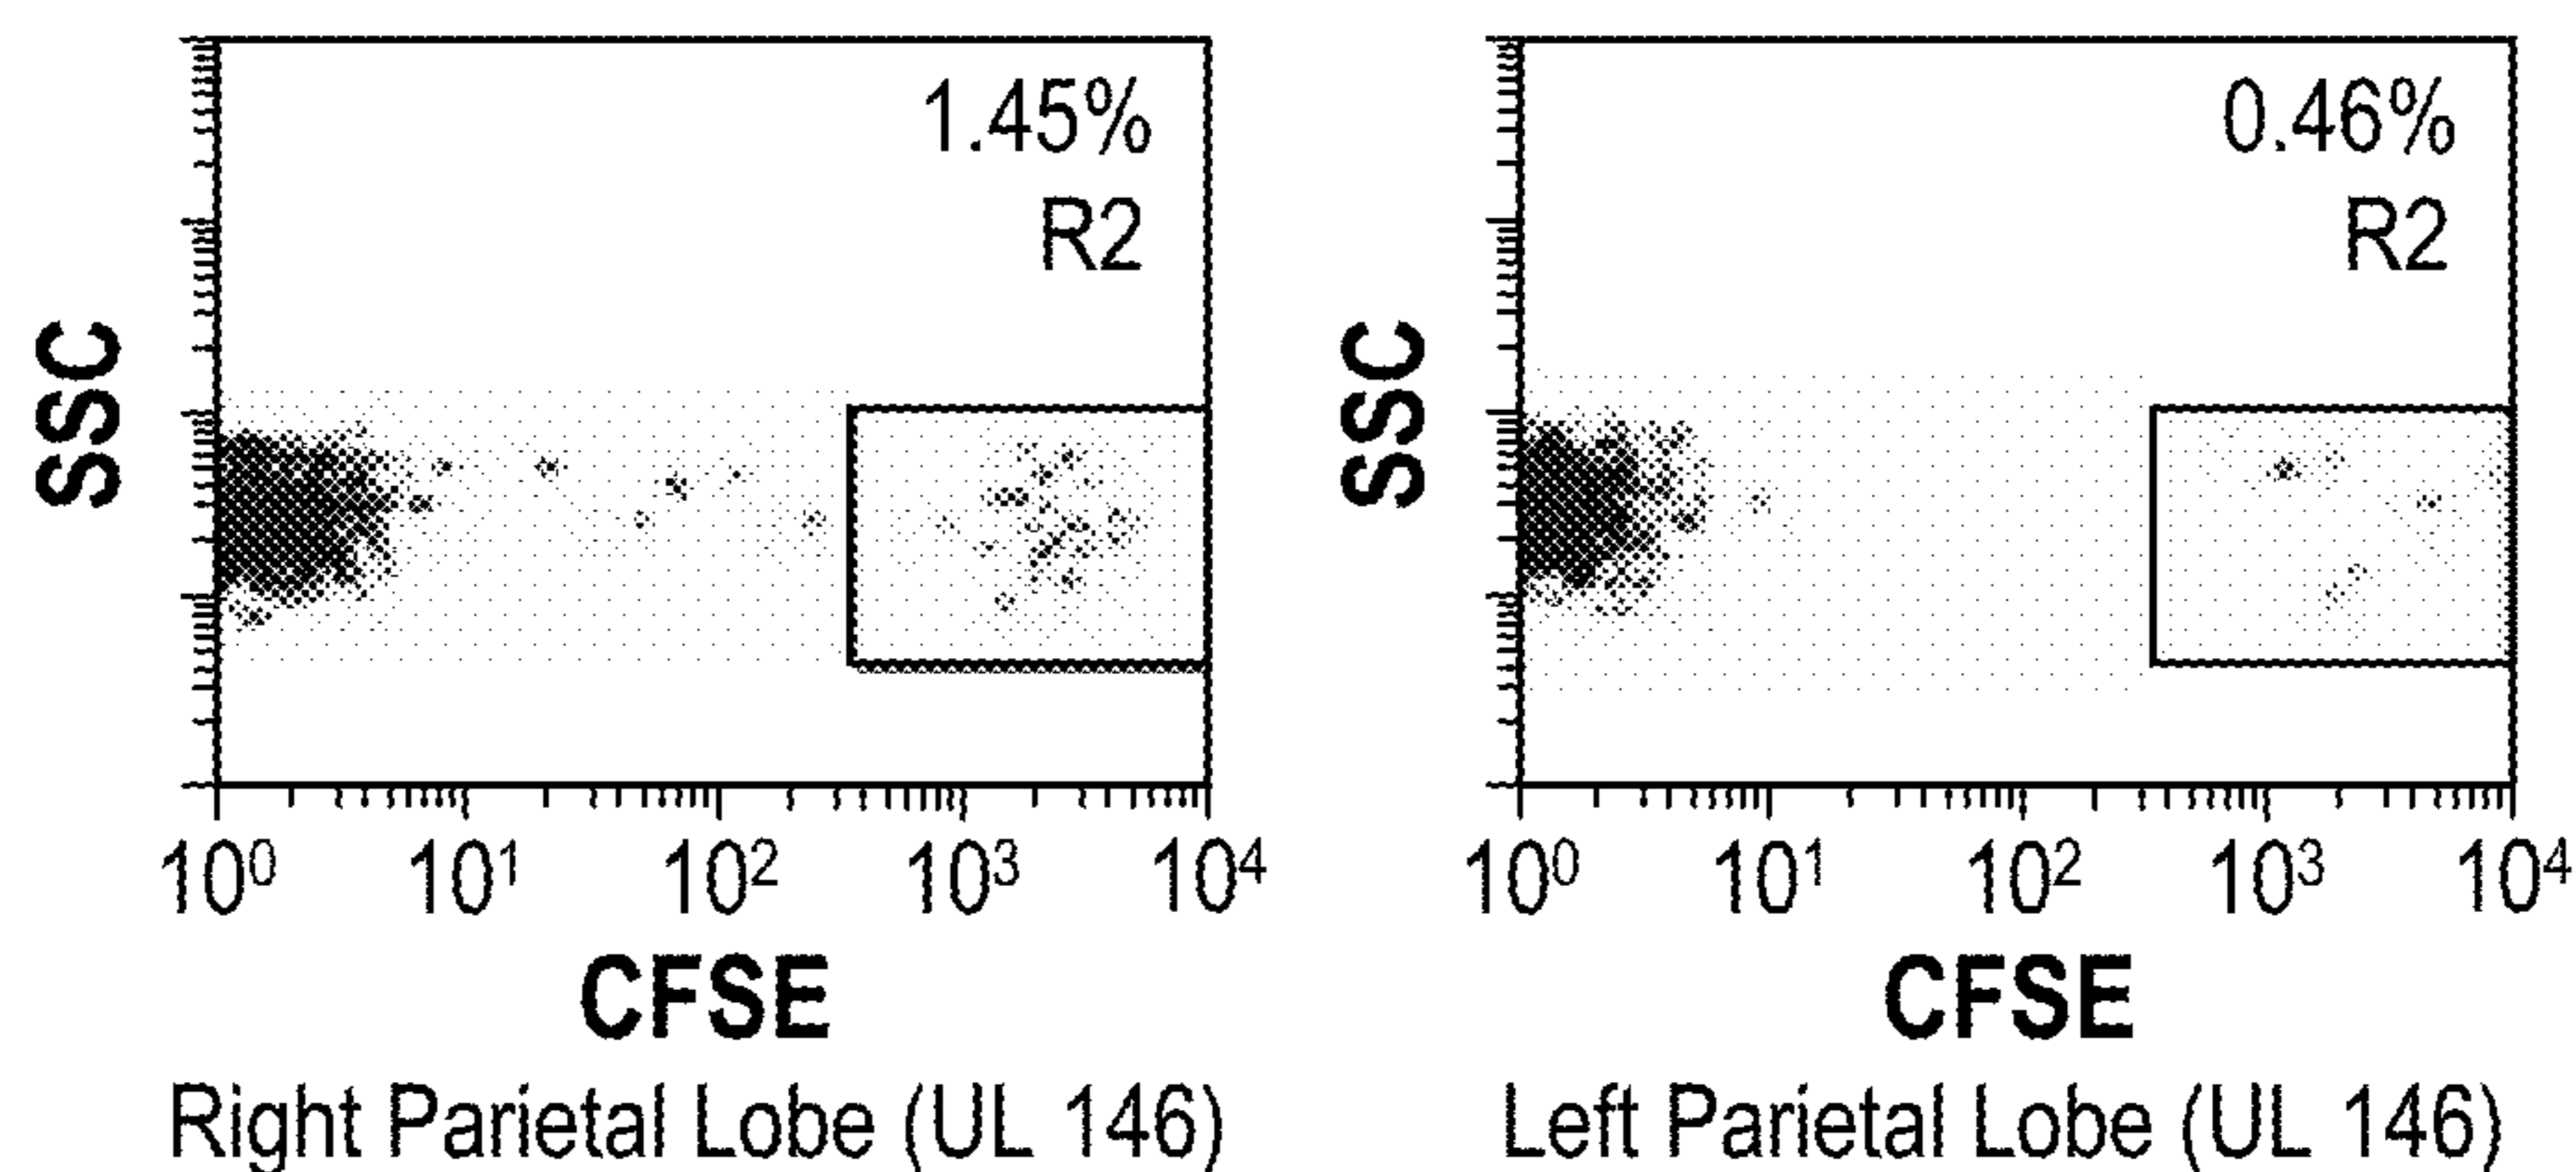 1.45%
R2
SSC
10⁰ 10¹ 10² 10³ 10⁴
CFSE
Right Parietal Lobe (UL 146)
0.46%
R2
SSC
10⁰ 10¹ 10² 10³ 10⁴
CFSE
Left Parietal Lobe (UL 146)